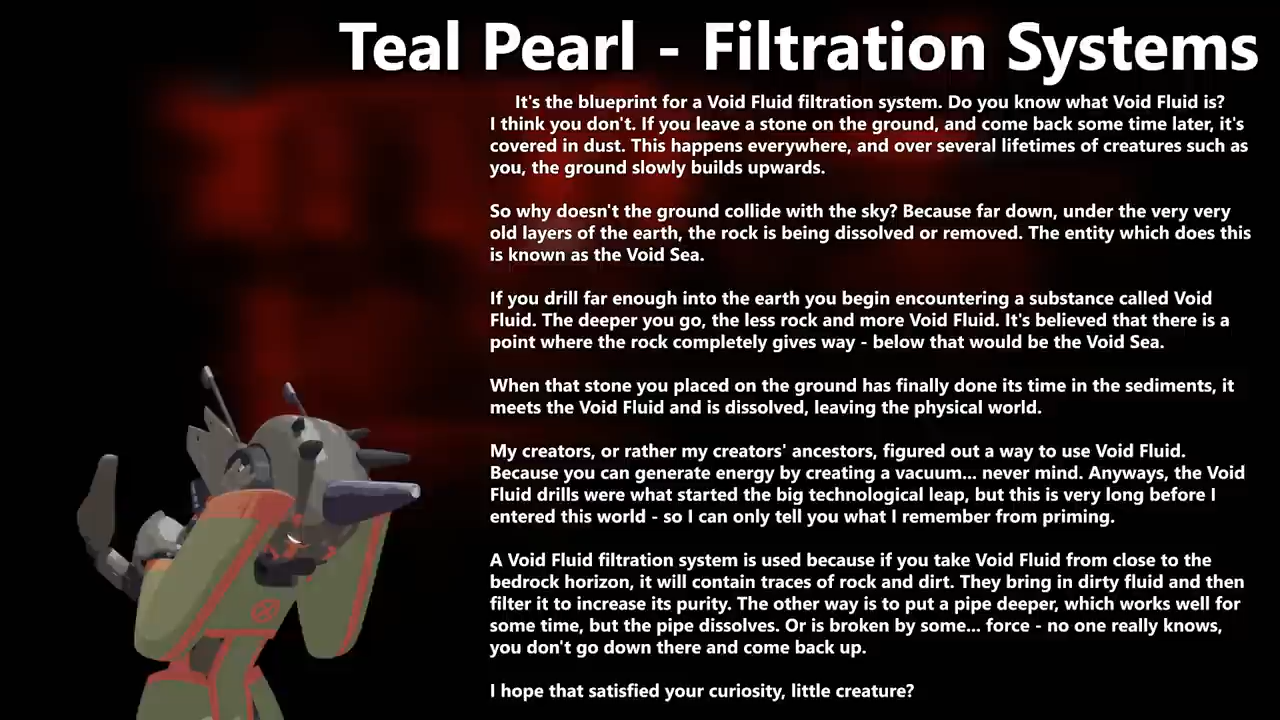 Teal Pearl - Filtration Systems
It's the blueprint for a Void Fluid filtration system. Do you know what Void Fluid is?
I think you don't. If you leave a stone on the ground, and come back some time later, it's
covered in dust. This happens everywhere, and over several lifetimes of creatures such as
you, the ground slowly builds upwards.
So why doesn't the ground collide with the sky? Because far down, under the very very
old layers of the earth, the rock is being dissolved or removed. The entity which does this
is known as the Void Sea.
If you drill far enough into the earth you begin encountering a substance called Void
Fluid. The deeper you go, the less rock and more Void Fluid. It's believed that there is a
point where the rock completely gives way - below that would be the Void Sea.
When that stone you placed on the ground has finally done its time in the sediments, it
meets the Void Fluid and is dissolved, leaving the physical world.
My creators, or rather my creators' ancestors, figured out a way to use Void Fluid.
Because you can generate energy by creating a vacuum... never mind. Anyways, the Void
Fluid drills were what started the big technological leap, but this is very long before I
entered this world - so I can only tell you what I remember from priming.
A Void Fluid filtration system is used because if you take Void Fluid from close to the
bedrock horizon, it will contain traces of rock and dirt. They bring in dirty fluid and then
filter it to increase its purity. The other way is to put a pipe deeper, which works well for
some time, but the pipe dissolves. Or is broken by some... force - no one really knows,
you don't go down there and come back up.
I hope that satisfied your curiosity, little creature?